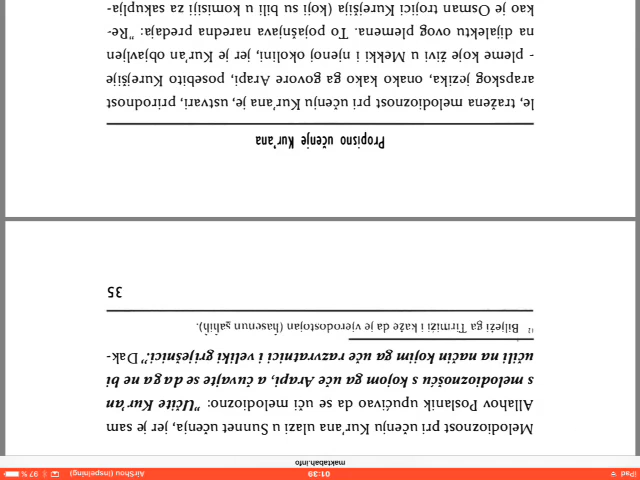 iPad 01:39 AirShou (inspelning) 97 %
maktabah.info
Melodioznost pri učenju Kur'ana ulazi u Sunnet učenja, jer je sam
Allahov Poslanik upućivao da se uči melodiozno: "Učite Kur'an
s melodioznošću s kojom ga uče Arapi, a čuvajte se da ga ne bi
učili na način kojim ga uče razvratnici i veliki griješnici." Dak-
12 Bilježi ga Tirmizi i kaže da je vjerodostojan (hasenun
35
Propisno učenje Kur'ana
le, tražena melodioznost pri učenju Kur'ana je, ustvari, prirodnost
arapskog jezika, onako kako ga govore Arapi, posebito Kurejšije
- pleme koje živi u Mekki i njenoj okolini, jer je Kur'an objavljen
na dijalektu ovog plemena. To pojašnjava naredna predaja: "Re-
kao je Osman trojici Kurejšija (koji su bili u komisiji za sakuplja-